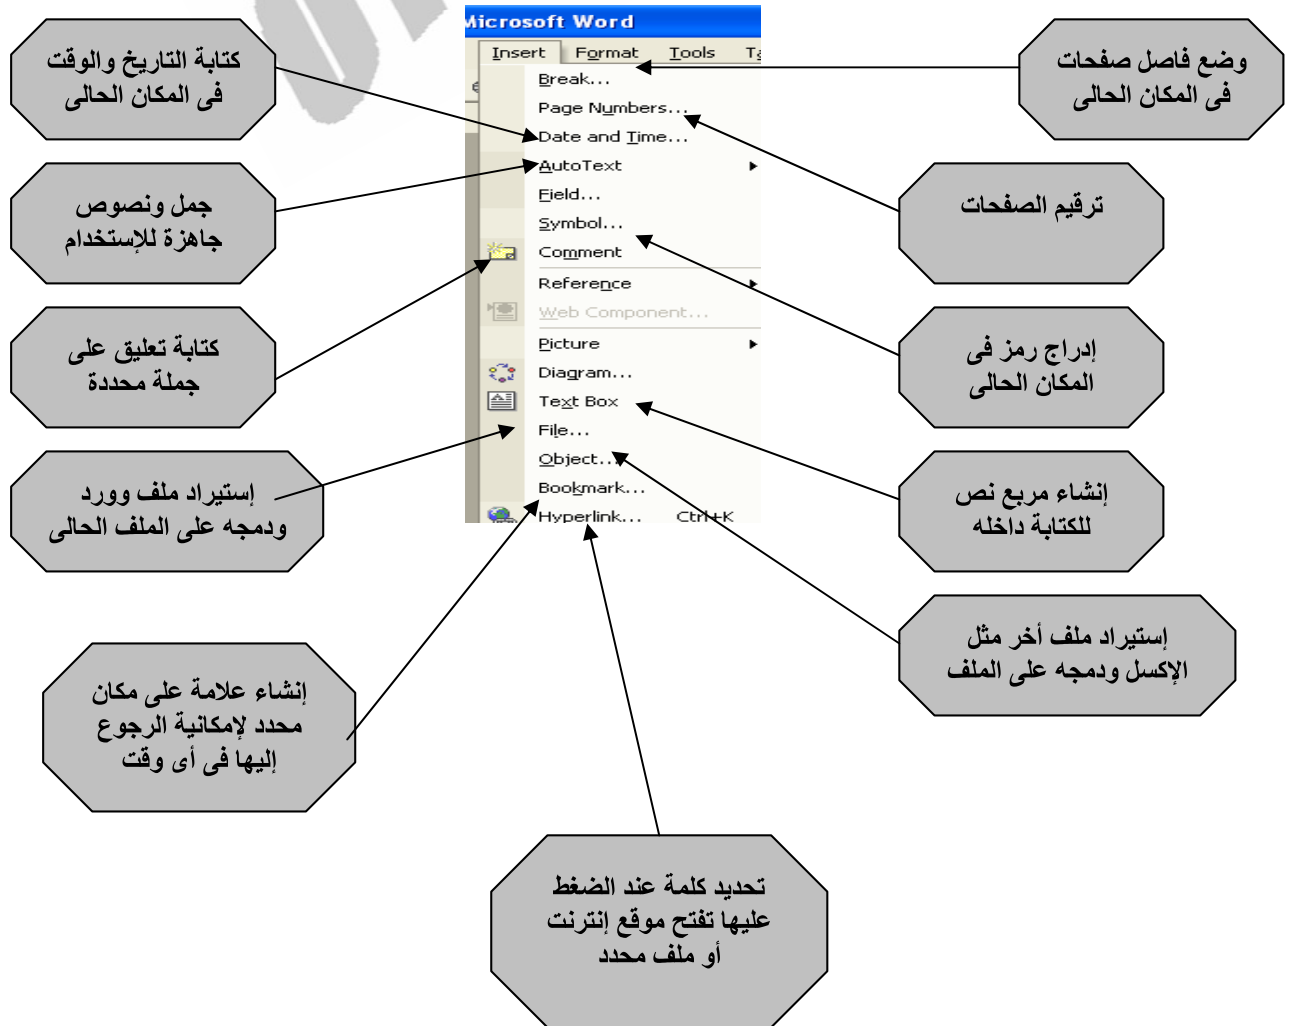 Microsoft Word
Insert Format Tools
Break...
Page Numbers...
Date and Time...
AutoText
Field...
Symbol...
Comment
Reference
Web Component...
Picture
Diagram...
Text Box
File...
Object...
Bookmark...
Hyperlink... Ctrl+K
وضع فاصل صفحات
فى المكان الحالى
ترقيم الصفحات
إدراج رمز فى
المكان الحالى
إنشاء مربع نص
للكتابة داخله
إستيراد ملف أخر مثل
الإكسل ودمجه على الملف
كتابة التاريخ والوقت
فى المكان الحالى
جمل ونصوص
جاهزة للإستخدام
كتابة تعليق على
جملة محددة
إستيراد ملف وورد
ودمجه على الملف الحالى
إنشاء علامة على مكان
محدد لإمكانية الرجوع
إليها فى أى وقت
تحديد كلمة عند الضغط
عليها تفتح موقع إنترنت
أو ملف محدد